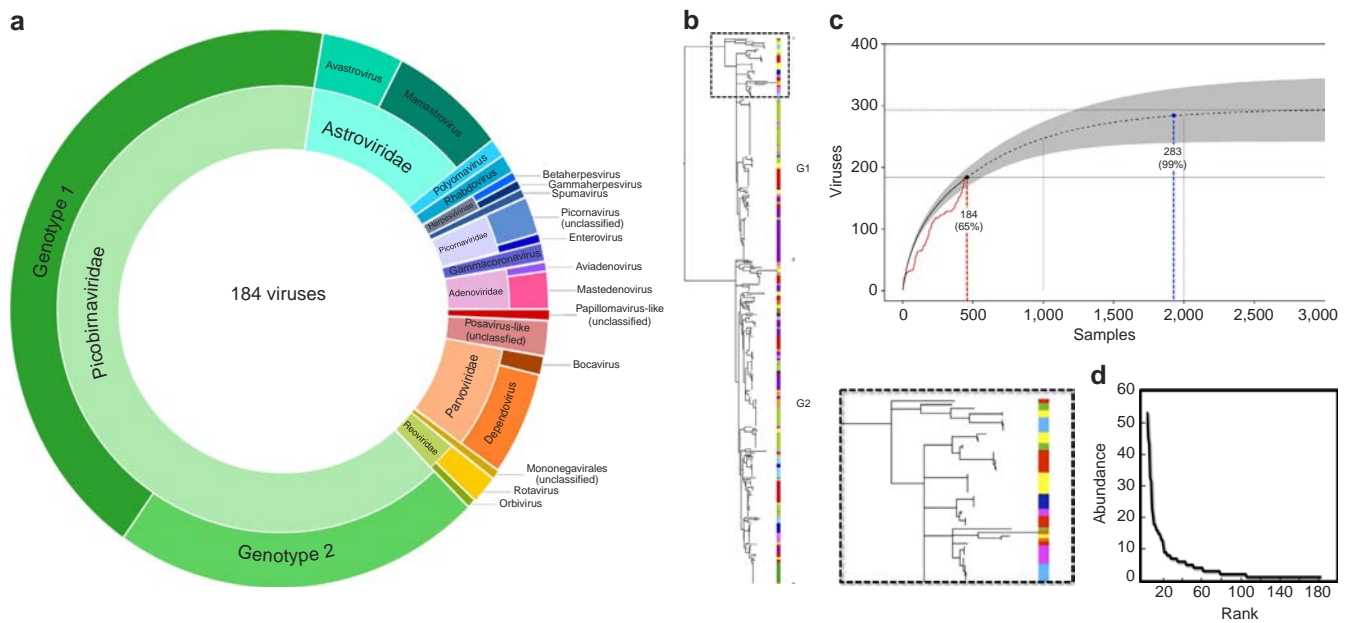 a
184 viruses
Picobirnaviridae
Genotype 1
Genotype 2
Astroviridae
Avastrovirus
Mamastrovirus
Polyomavirus
Rhabdovirus
Herpesvirinae
Betaherpesvirus
Gammaherpesvirus
Spumavirus
Picornaviridae
Picornavirus
(unclassified)
Enterovirus
Gammacoronavirus
Adenoviridae
Aviadenovirus
Mastedenovirus
Papillomavirus-like
(unclassified)
Posavirus-like
(unclassfied)
Parvoviridae
Bocavirus
Dependovirus
Reoviridae
Mononegavirales
(unclassified)
Rotavirus
Orbivirus
b
G1
G2
c
Viruses
400
300
200
100
0
184
(65%)
283
(99%)
0
500
1,000
1,500
2,000
2,500
3,000
Samples
d
Abundance
60
50
40
30
20
10
0
20
60
100
140
180
Rank